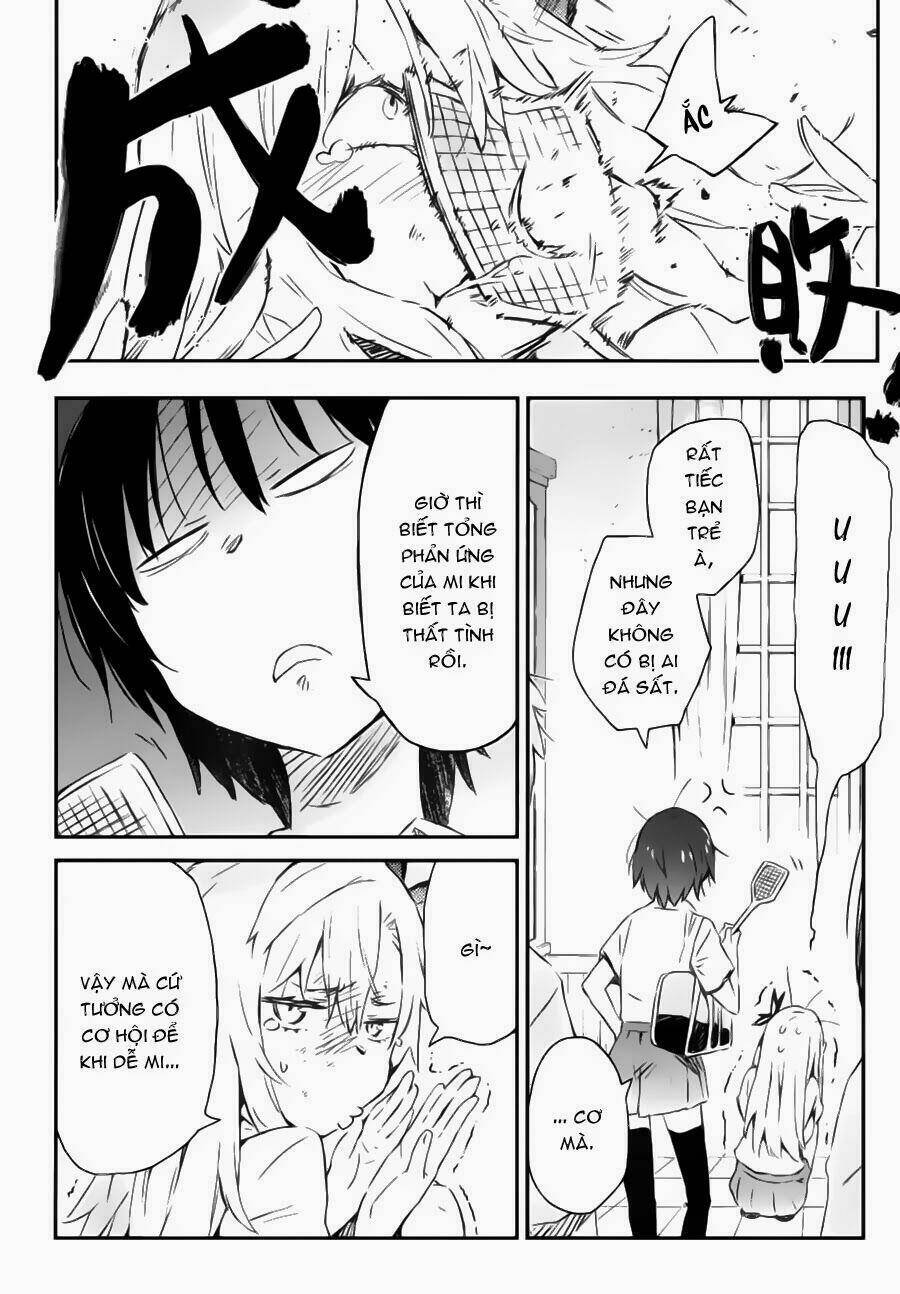 成敗!
ẮC
UUU!!!
RẤT
TIẾC
BẠN
TRẺ
À,
NHƯNG
ĐÂY
KHÔNG
CÓ BỊ AI
ĐÁ SẤT.
GIỜ THÌ
BIẾT TỔNG
PHẢN ỨNG
CỦA MI KHI
BIẾT TA BỊ
THẤT TÌNH
RỒI.
... CƠ
MÀ.
GÌ~
VẬY MÀ CỨ
TƯỞNG CÓ
CƠ HỘI ĐỂ
KHI DỄ MI...